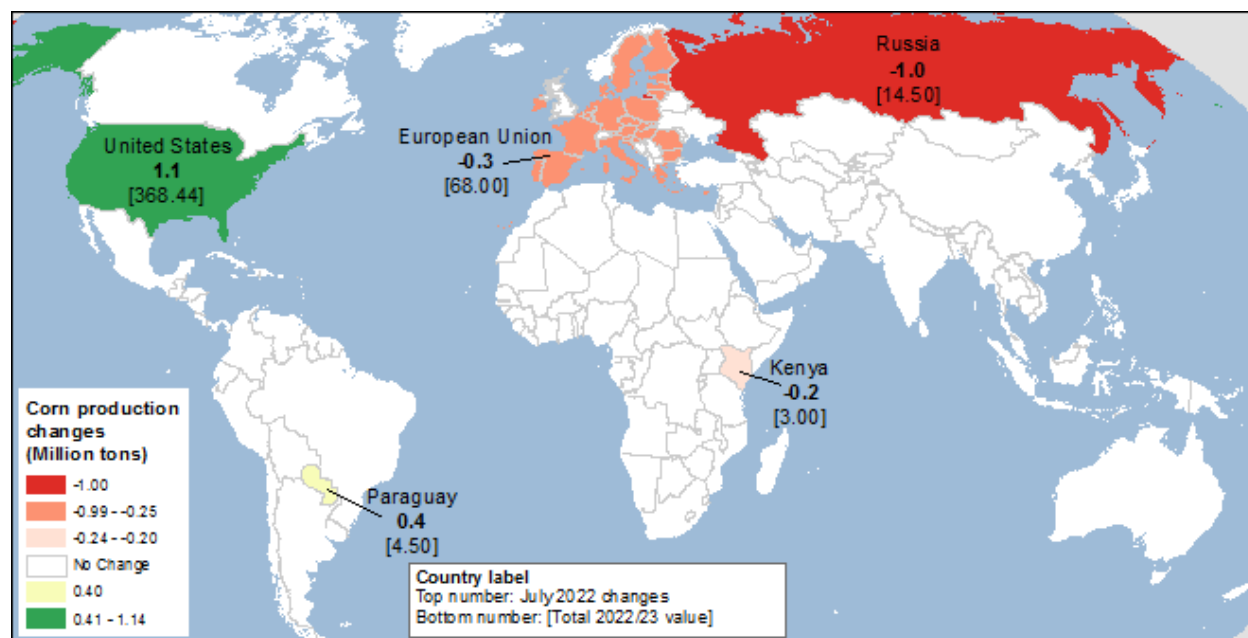 Russia
-1.0
[14.50]
European Union
-0.3
[68.00]
United States
1.1
[368.44]
Kenya
-0.2
[3.00]
Paraguay
0.4
[4.50]
Corn production
changes
(Million tons)
-1.00
-0.99 - -0.25
-0.24 - -0.20
No Change
0.40
0.41 - 1.14
Country label
Top number: July 2022 changes
Bottom number: [Total 2022/23 value]